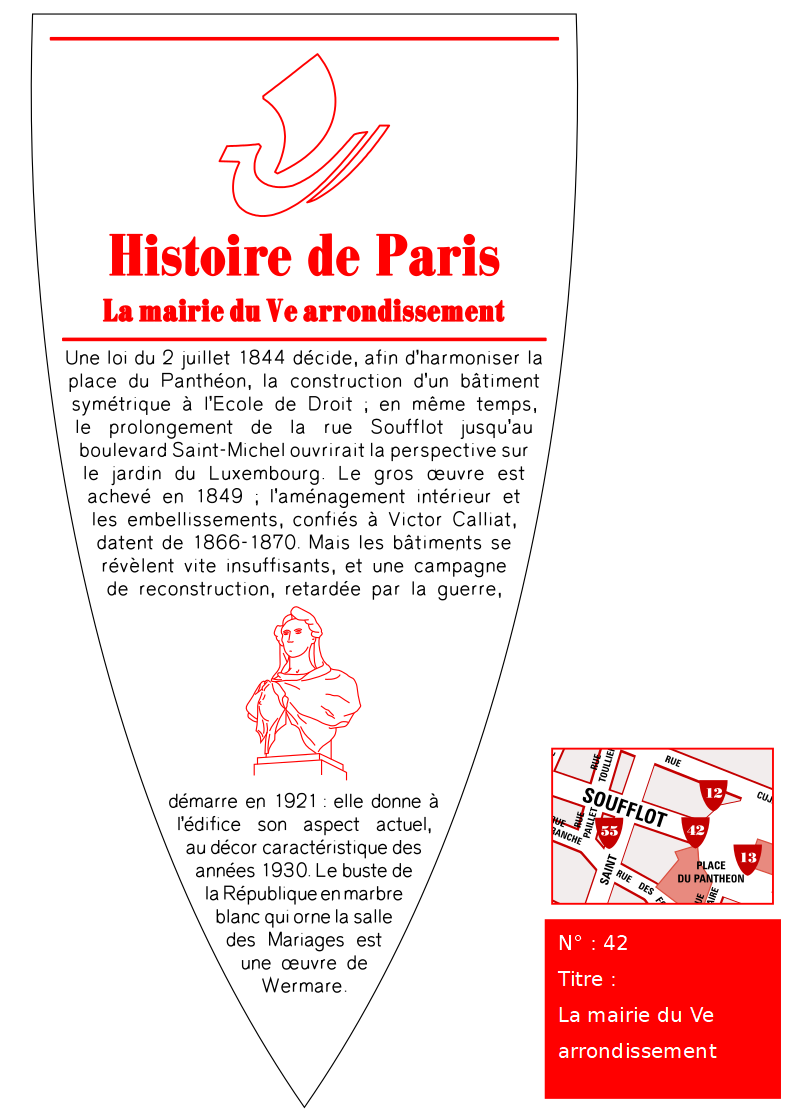 Histoire de Paris
La mairie du Ve arrondissement
Une loi du 2 juillet 1844 décide, afin d'harmoniser la
place du Panthéon, la construction d'un bâtiment
symétrique à l'Ecole de Droit ; en même temps,
le prolongement de la rue Soufflot jusqu'au
boulevard Saint-Michel ouvrirait la perspective sur
le jardin du Luxembourg. Le gros œuvre est
achevé en 1849 ; l'aménagement intérieur et
les embellissements, confiés à Victor Calliat,
datent de 1866-1870. Mais les bâtiments se
révèlent vite insuffisants, et une campagne
de reconstruction, retardée par la guerre,
démarre en 1921 : elle donne à
l'édifice son aspect actuel,
au décor caractéristique des
années 1930. Le buste de
la République en marbre
blanc qui orne la salle
des Mariages est
une œuvre de
Wermare.
RUE
TOULLIE
RUE
12
CUJ
SOUFFLOT
RUE
PAILLET
55
42
RUE
ANCHE
13
PLACE
DU PANTHEON
SAINT
RUE DES
N° : 42
Titre :
La mairie du Ve
arrondissement